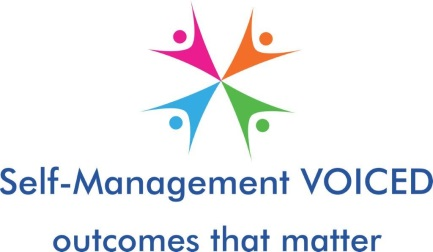 Self-Management VOICED
outcomes that matter